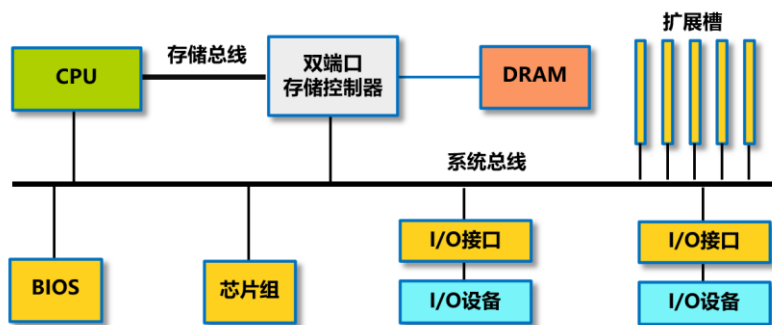 扩展槽
存储总线
CPU
双端口
存储控制器
DRAM
系统总线
I/O接口
I/O接口
BIOS
芯片组
I/O设备
I/O设备